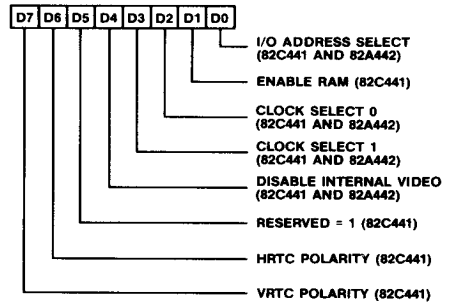 D7 D6 D5 D4 D3 D2 D1 D0
I/O ADDRESS SELECT
(82C441 AND 82A442)
ENABLE RAM (82C441)
CLOCK SELECT 0
(82C441 AND 82A442)
CLOCK SELECT 1
(82C441 AND 82A442)
DISABLE INTERNAL VIDEO
(82C441 AND 82A442)
RESERVED = 1 (82C441)
HRTC POLARITY (82C441)
VRTC POLARITY (82C441)